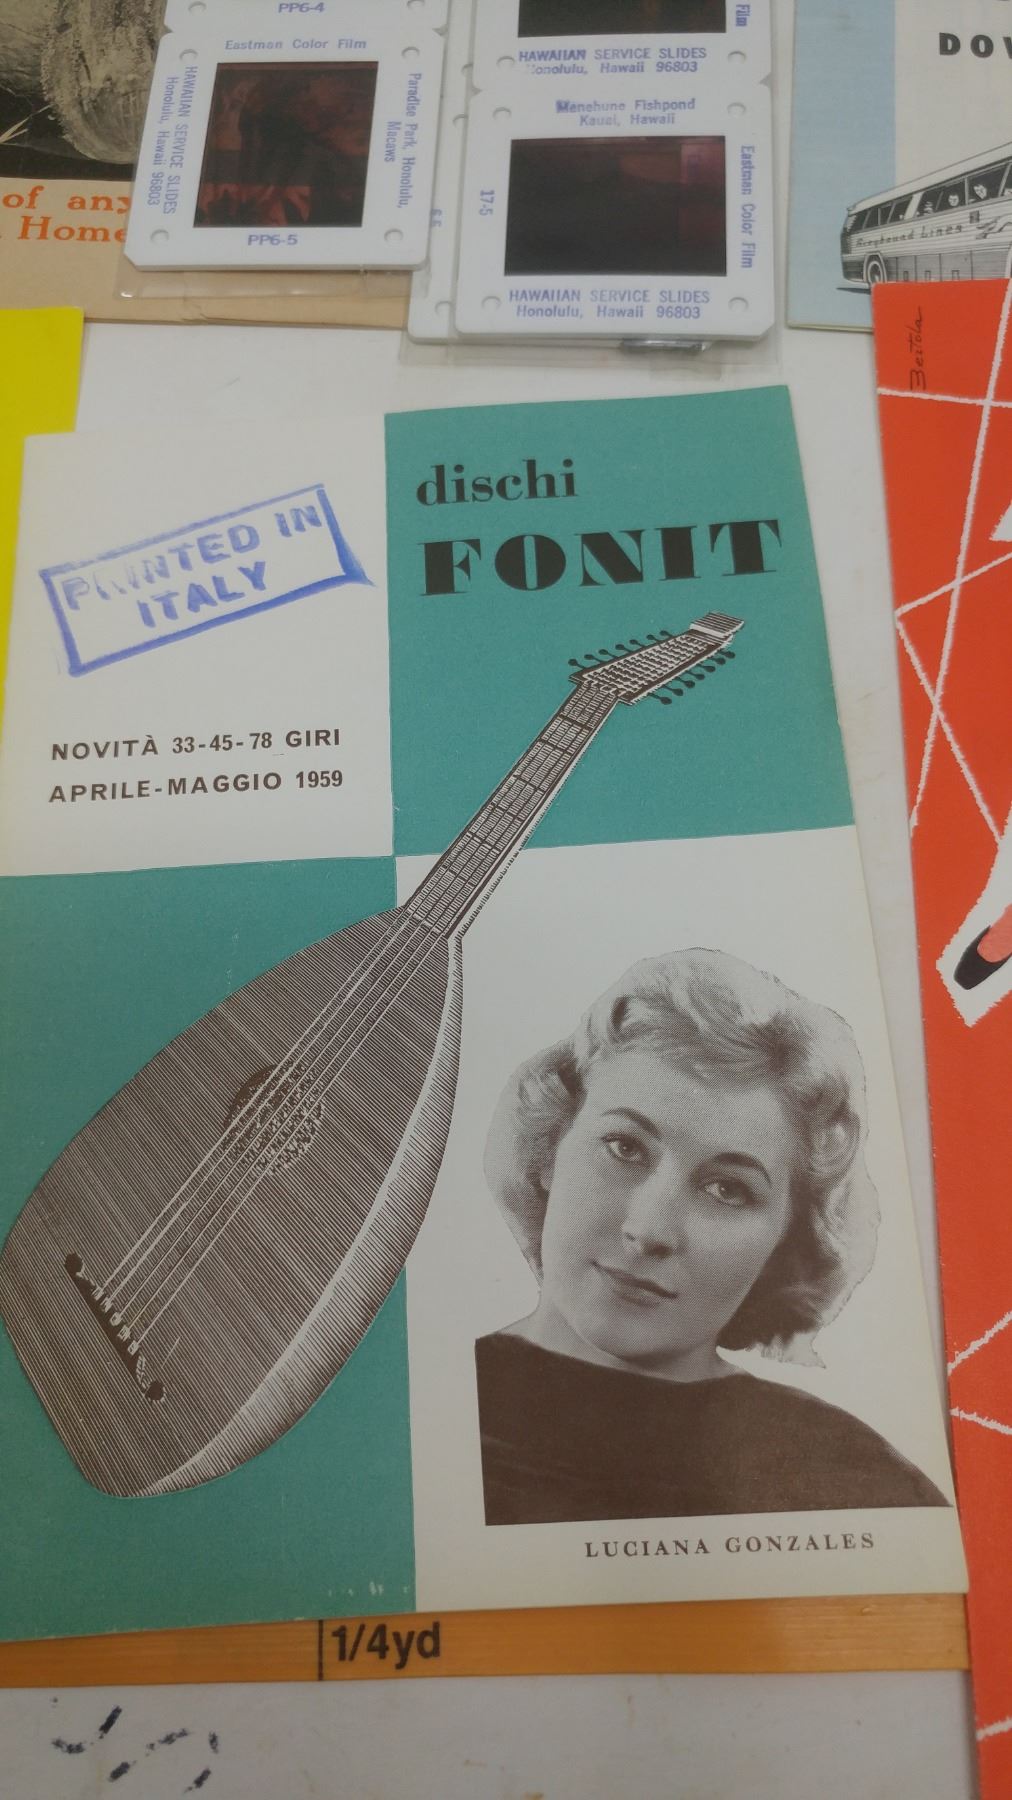 PP6-4
Eastman Color Film
HAWAIIAN SERVICE SLIDES
Honolulu, Hawaii 96803
Paradise Park, Honolulu,
Macaws
PP6-5
Film
HAWAIIAN SERVICE SLIDES
Honolulu, Hawaii 96803
Menehune Fishpond
Kauai, Hawaii
17-5
Eastman Color Film
HAWAIIAN SERVICE SLIDES
Honolulu, Hawaii 96803
DOW
Greyhound Lines
of any
Home
Bertola
dischi
FONIT
PRINTED IN
ITALY
NOVITÀ 33-45-78 GIRI
APRILE-MAGGIO 1959
LUCIANA GONZALES
1/4yd